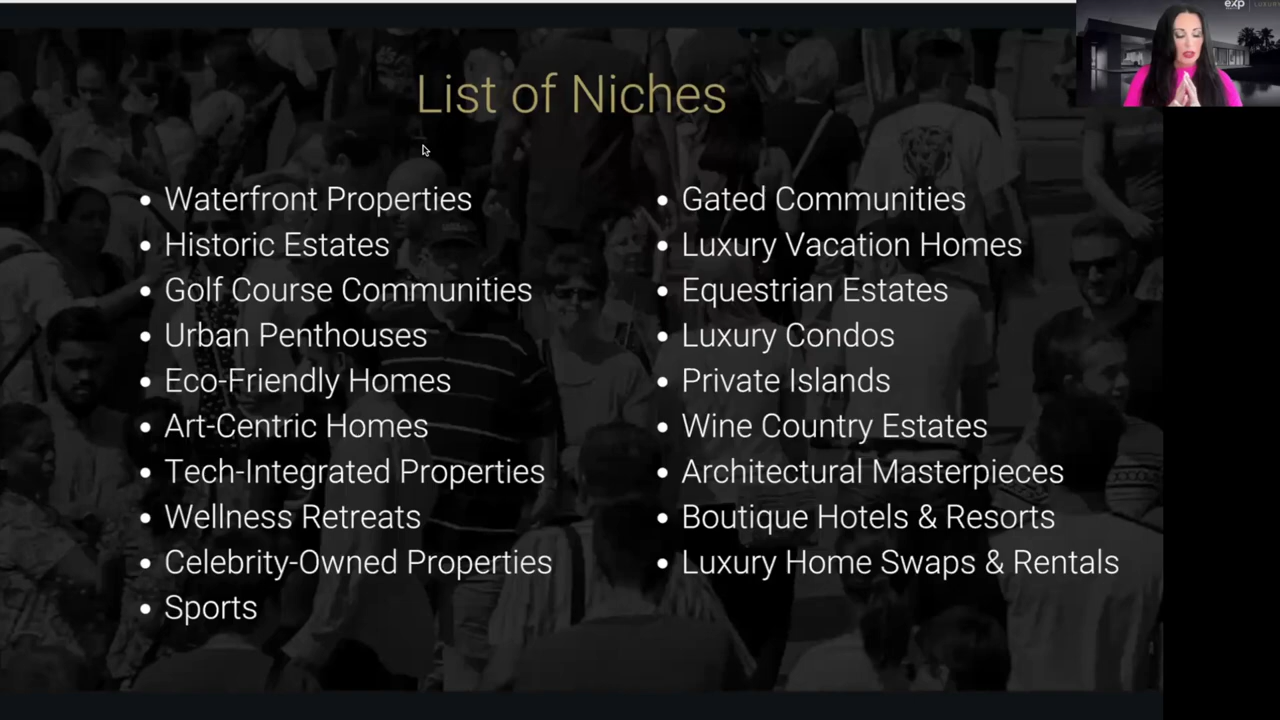 exp LUXURY
List of Niches
• Waterfront Properties
• Historic Estates
• Golf Course Communities
• Urban Penthouses
• Eco-Friendly Homes
• Art-Centric Homes
• Tech-Integrated Properties
• Wellness Retreats
• Celebrity-Owned Properties
• Sports
• Gated Communities
• Luxury Vacation Homes
• Equestrian Estates
• Luxury Condos
• Private Islands
• Wine Country Estates
• Architectural Masterpieces
• Boutique Hotels & Resorts
• Luxury Home Swaps & Rentals